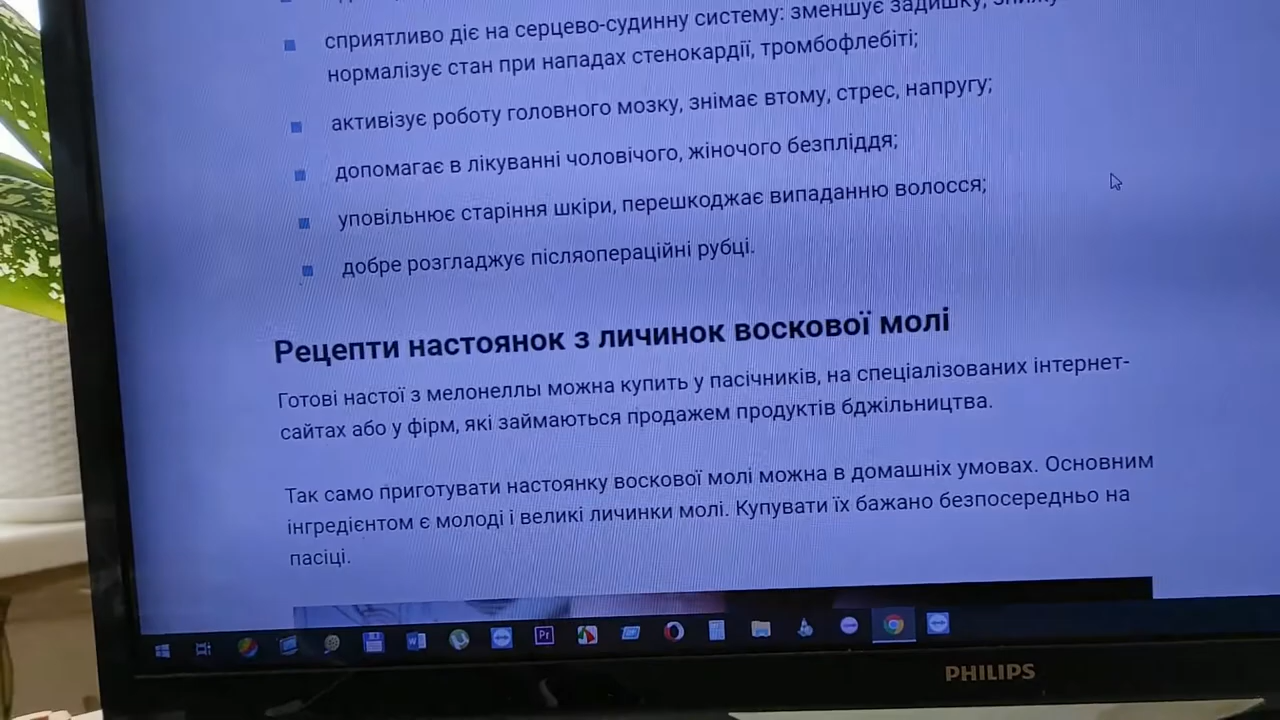 сприятливо діє на серцево-судинну систему: зменшує задишку,
нормалізує стан при нападах стенокардії, тромбофлебіті;
активізує роботу головного мозку, знімає втому, стрес, напругу;
допомагає в лікуванні чоловічого, жіночого безпліддя;
уповільнює старіння шкіри, перешкоджає випаданню волосся;
добре розгладжує післяопераційні рубці.
Рецепти настоянок з личинок воскової молі
Готові настої з мелонеллы можна купить у пасічників, на спеціалізованих інтернет-
сайтах або у фірм, які займаються продажем продуктів бджільництва.
Так само приготувати настоянку воскової молі можна в домашніх умовах. Основним
інгредієнтом є молоді і великі личинки молі. Купувати їх бажано безпосередньо на
пасіці.
Pr
PHILIPS